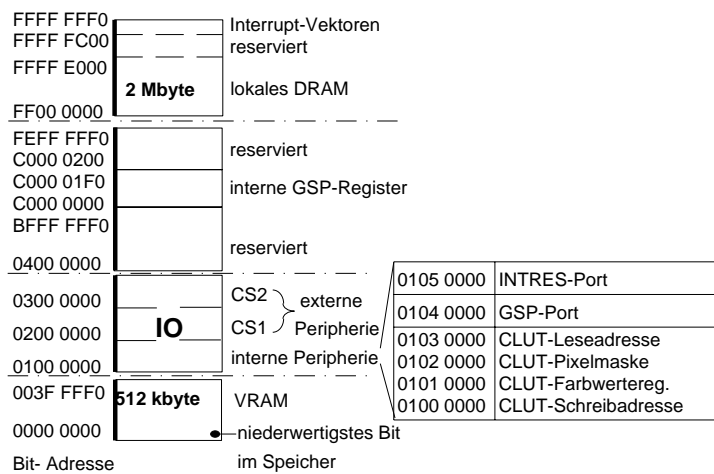 FFFF FFF0 Interrupt-Vektoren
FFFF FC00 reserviert
FFFF E000
2 Mbyte lokales DRAM
FF00 0000
FEFF FFF0
reserviert
C000 0200
C000 01F0 interne GSP-Register
C000 0000
BFFF FFF0
reserviert
0400 0000
0300 0000 CS2 externe
IO
0200 0000 CS1 Peripherie
interne Peripherie
0100 0000
003F FFF0 512 kbyte VRAM
0000 0000 niederwertigstes Bit
Bit- Adresse im Speicher
0105 0000 INTRES-Port
0104 0000 GSP-Port
0103 0000 CLUT-Leseadresse
0102 0000 CLUT-Pixelmaske
0101 0000 CLUT-Farbwertereg.
0100 0000 CLUT-Schreibadresse